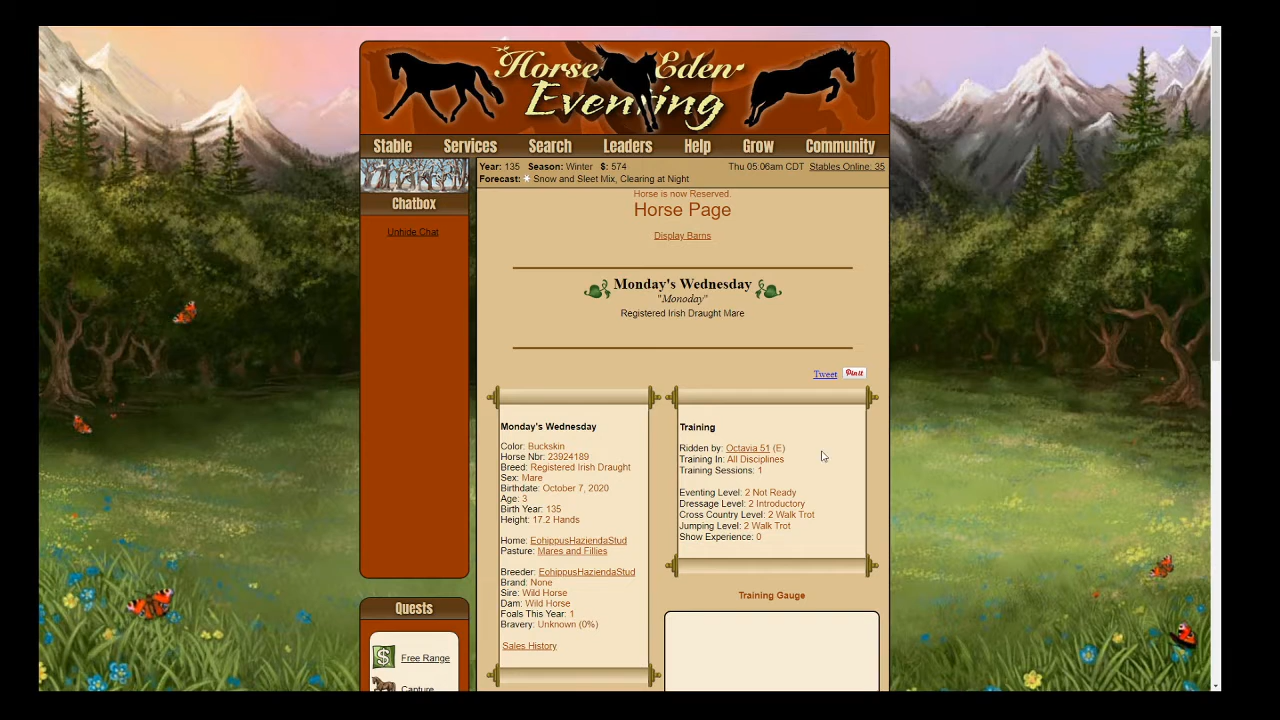 Horse Eden
Eventing
Stable Services Search Leaders Help Grow Community
Year: 135 Season: Winter $: 574
Thu 05:06am CDT Stables Online: 35
Forecast: Snow and Sleet Mix, Clearing at Night
Chatbox
Unhide Chat
Horse is now Reserved.
Horse Page
Display Barns
Monday's Wednesday
"Monoday"
Registered Irish Draught Mare
Tweet Pin it
Monday's Wednesday
Color: Buckskin
Horse Nbr: 23924189
Breed: Registered Irish Draught
Sex: Mare
Birthdate: October 7, 2020
Age: 3
Birth Year: 135
Height: 17.2 Hands
Home: EohippusHaziendaStud
Pasture: Mares and Fillies
Breeder: EohippusHaziendaStud
Brand: None
Sire: Wild Horse
Dam: Wild Horse
Foals This Year: 1
Bravery: Unknown (0%)
Sales History
Training
Ridden by: Octavia 51 (E)
Training In: All Disciplines
Training Sessions: 1
Eventing Level: 2 Not Ready
Dressage Level: 2 Introductory
Cross Country Level: 2 Walk Trot
Jumping Level: 2 Walk Trot
Show Experience: 0
Training Gauge
Quests
Free Range
Capture